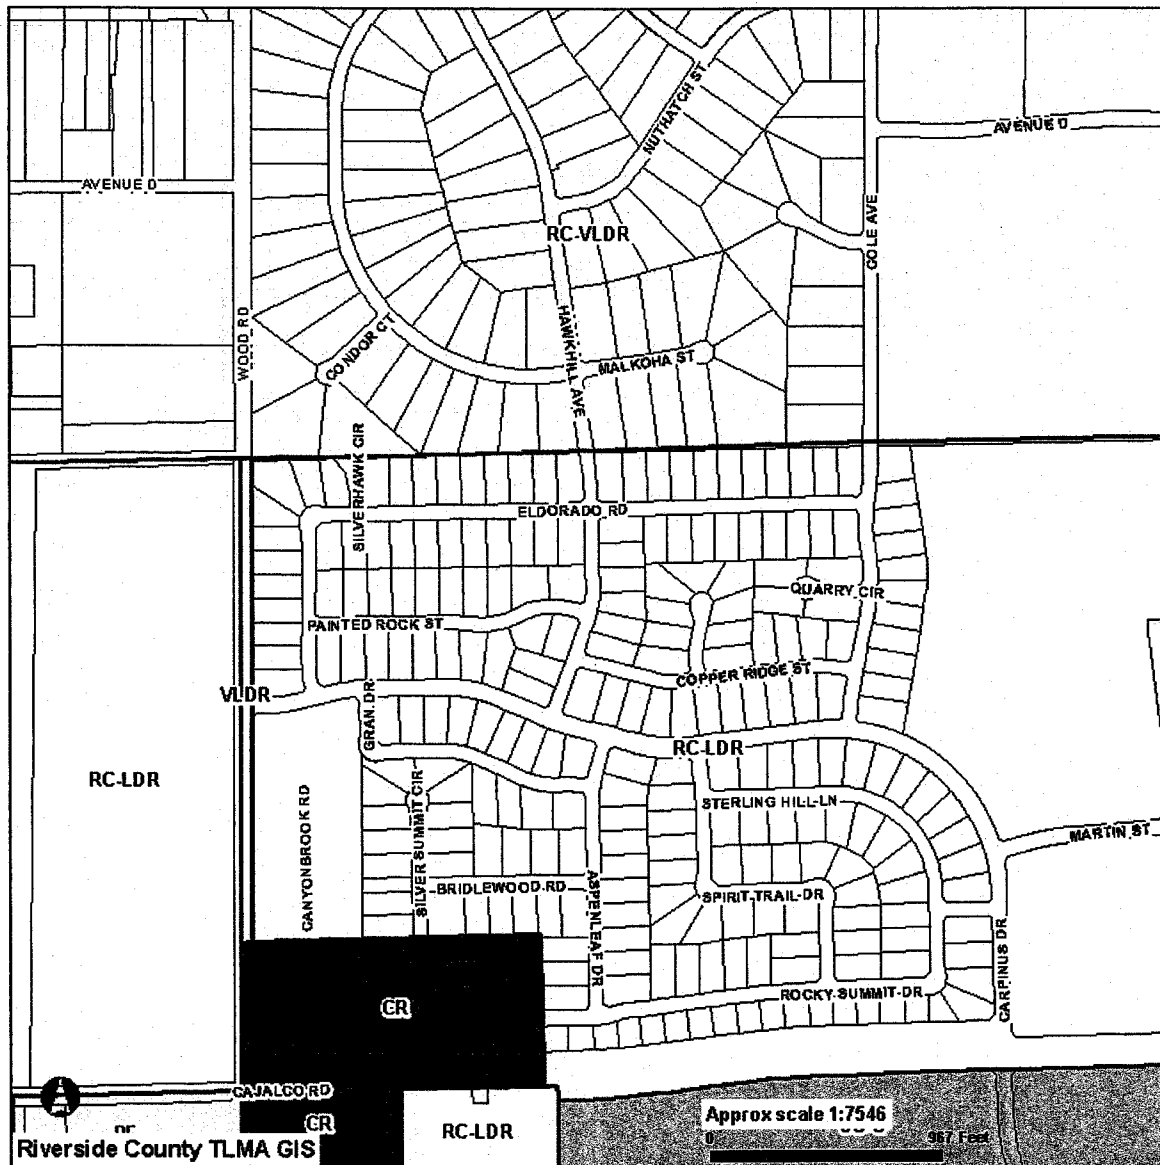 NUTHATCH ST
AVENUE D
AVENUE D
COLE AVE
RC-VLDR
WOOD RD
HAWKHILL AVE
CONDOR CT
MALKOHA ST
SILVERHAWK CIR
ELDORADO RD
QUARRY CIR
PAINTED ROCK ST
COPPER RIDGE ST
VLDR
GRAN DR
RC-LDR
RC-LDR
CANYONBROOK RD
SILVER SUMMIT CIR
STERLING HILL LN
MARTIN ST
BRIDLEWOOD RD
ASPENLEAF DR
SPIRIT TRAIL DR
CARPINUS DR
ROCKY SUMMIT DR
CR
CAJALCO RD
CR
RC-LDR
Approx scale 1:7546
0
967 Feet
Riverside County TLMA GIS